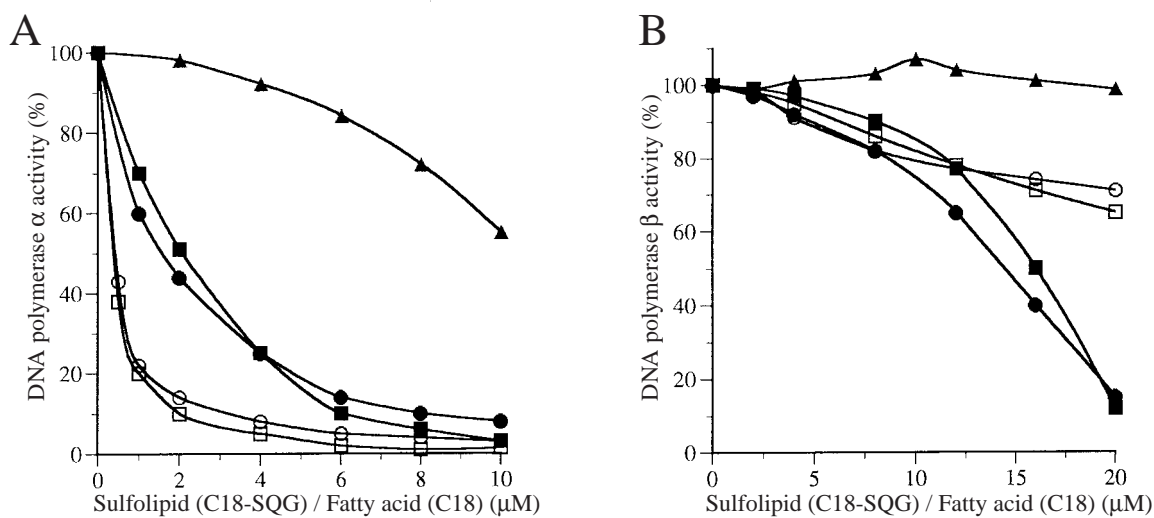 A
DNA polymerase α activity (%)
100
80
60
40
20
0
0 2 4 6 8 10
Sulfolipid (C18-SQG) / Fatty acid (C18) (μM)
B
DNA polymerase β activity (%)
100
80
60
40
20
0
0 5 10 15 20
Sulfolipid (C18-SQG) / Fatty acid (C18) (μM)